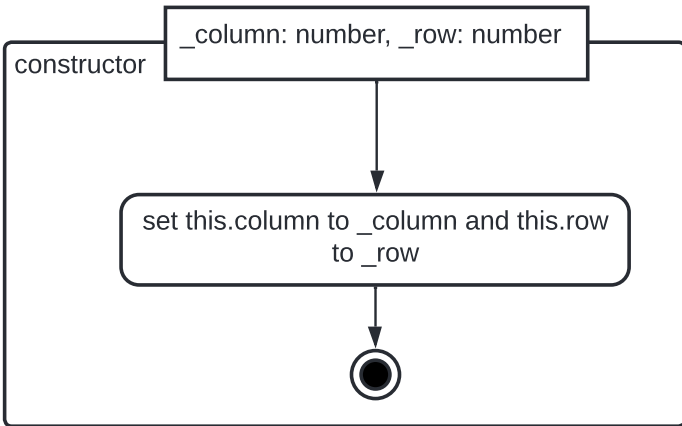 _column: number, _row: number
constructor
set this.column to _column and this.row
to _row